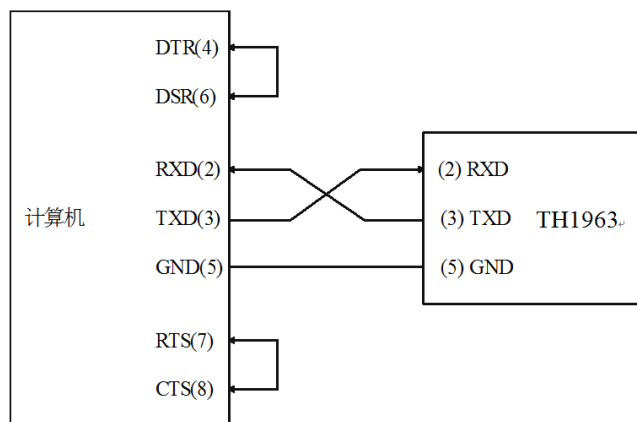 DTR(4)
DSR(6)
RXD(2)
(2) RXD
计算机
TXD(3)
(3) TXD
TH1963
GND(5)
(5) GND
RTS(7)
CTS(8)